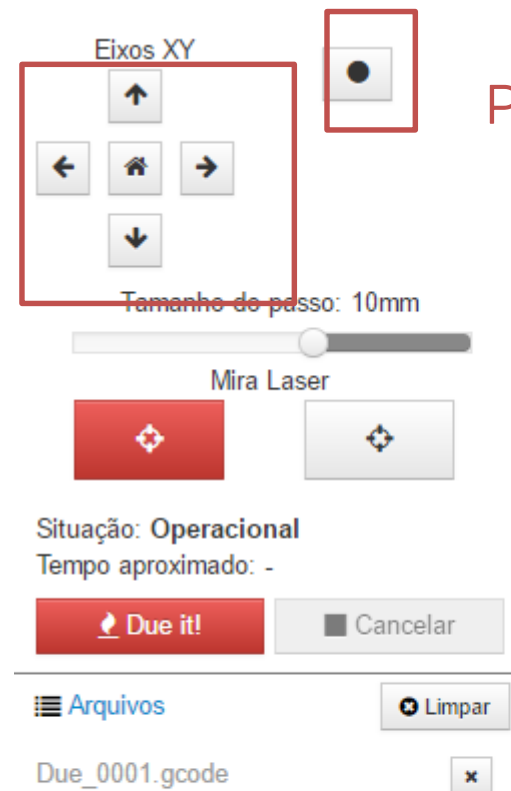 Eixos XY
P
Tamanho do passo: 10mm
Mira Laser
Situação: Operacional
Tempo aproximado: -
Due it! Cancelar
Arquivos Limpar
Due_0001.gcode